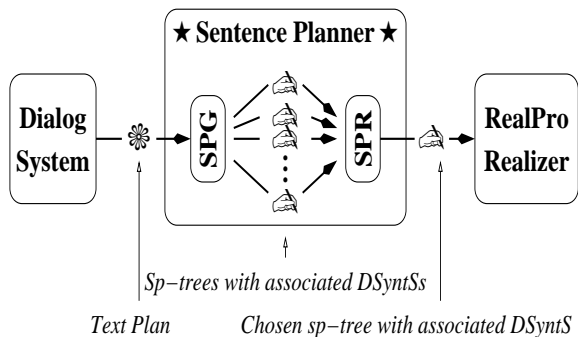 ★ Sentence Planner ★
Dialog
System
SPG
SPR
RealPro
Realizer
Sp−trees with associated DSyntSs
Text Plan
Chosen sp−tree with associated DSyntS